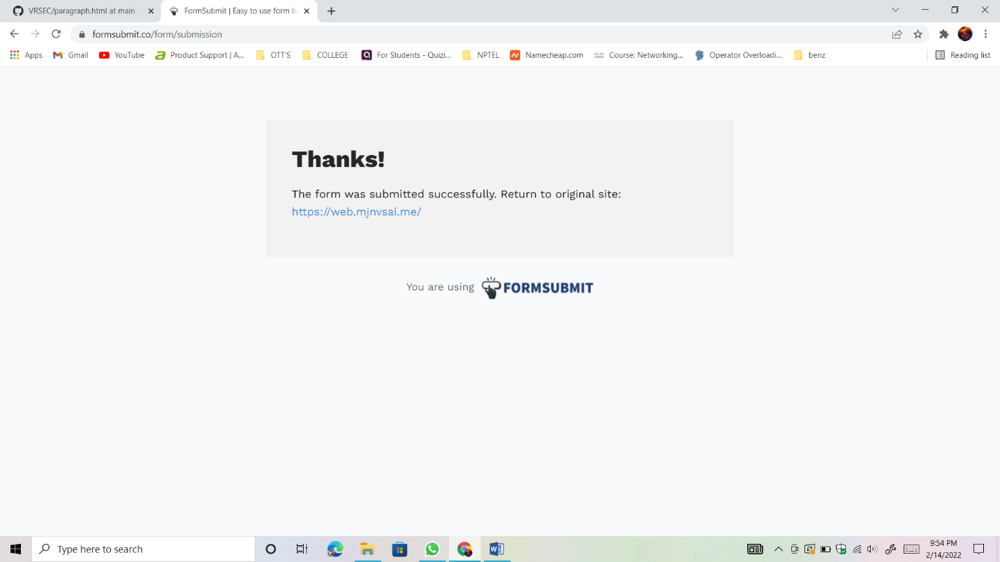 VRSEC/paragraph.html at main ·
FormSubmit | Easy to use form b
formsubmit.co/form/submission
Apps
Gmail
YouTube
Product Support | A...
OTT'S
COLLEGE
For Students - Quizi...
NPTEL
Namecheap.com
Course: Networking...
Operator Overloadi...
benz
Reading list
Thanks!
The form was submitted successfully. Return to original site:
https://web.mjnvsai.me/
You are using
FORMSUBMIT
Type here to search
9:54 PM
2/14/2022